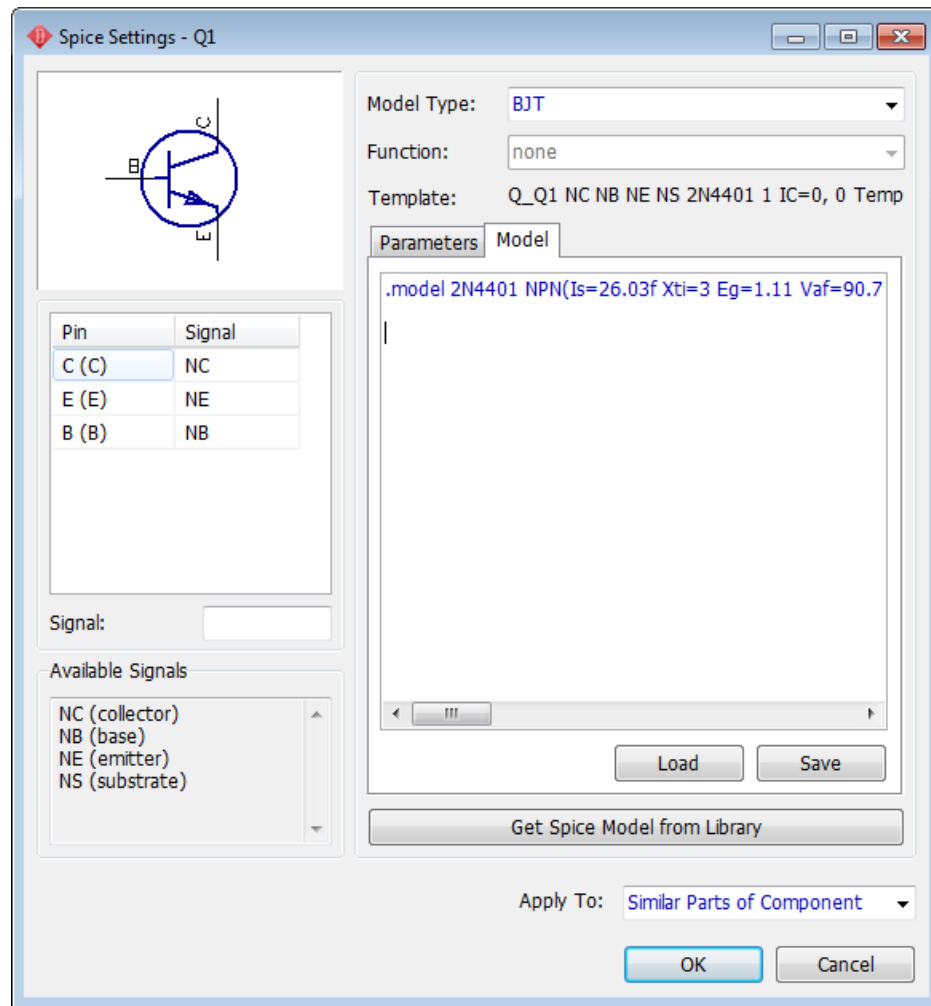 Spice Settings - Q1
C
B
E
Model Type: BJT
Function: none
Template: Q_Q1 NC NB NE NS 2N4401 1 IC=0, 0 Temp
Parameters Model
.model 2N4401 NPN(Is=26.03f Xti=3 Eg=1.11 Vaf=90.7
Pin Signal
C (C) NC
E (E) NE
B (B) NB
Signal:
Available Signals
NC (collector)
NB (base)
NE (emitter)
NS (substrate)
Load Save
Get Spice Model from Library
Apply To: Similar Parts of Component
OK Cancel